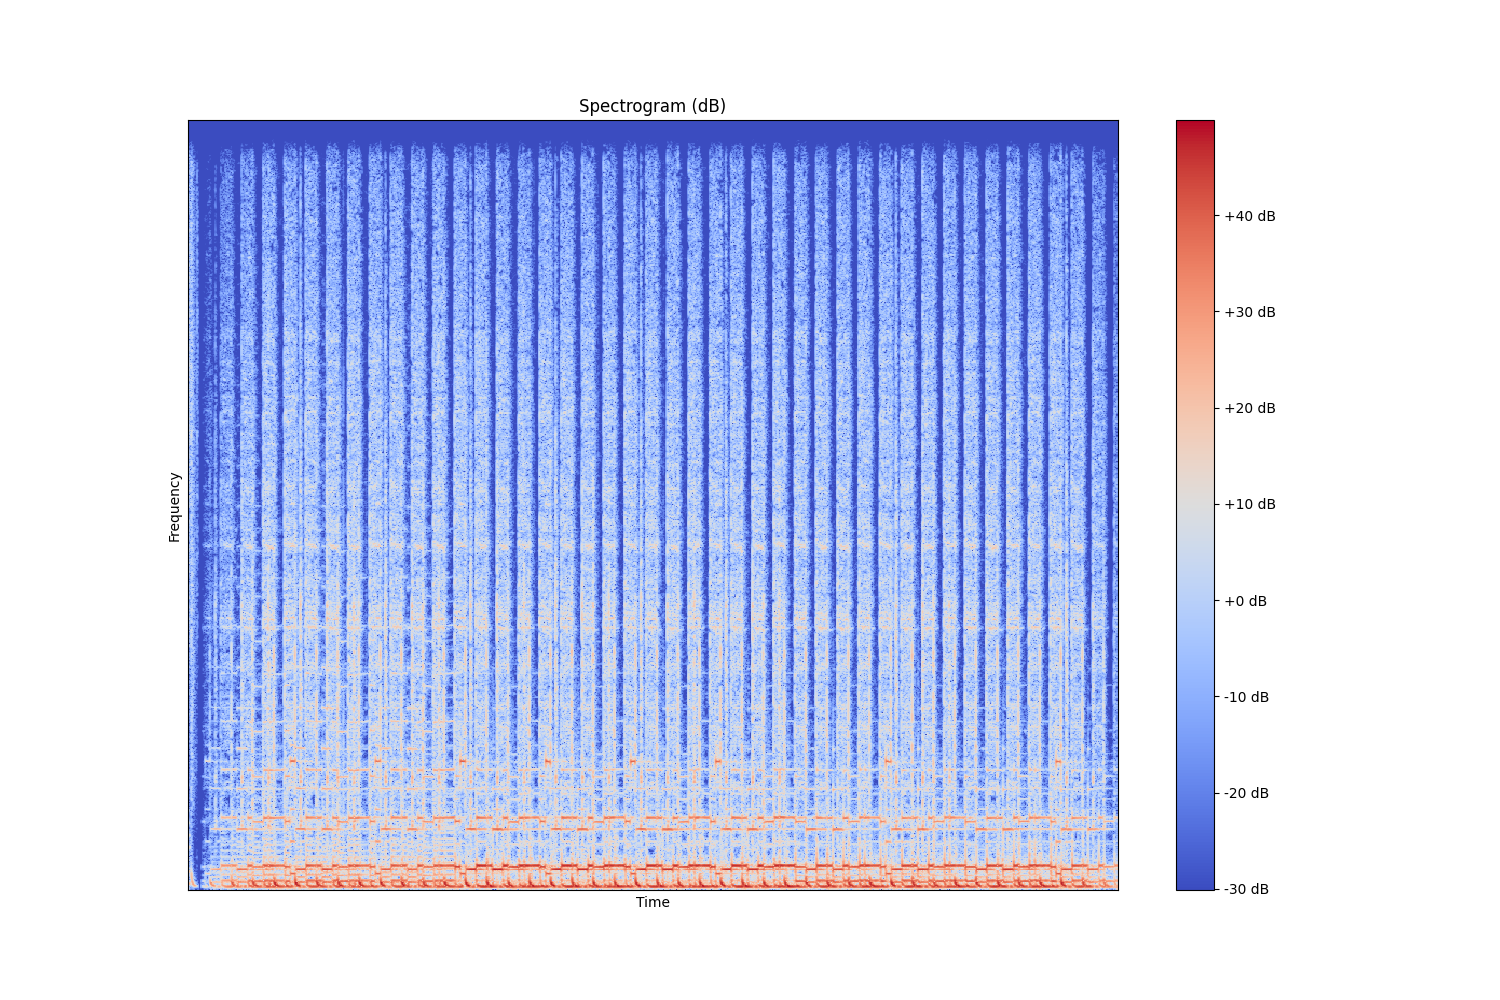 Spectrogram (dB)
Frequency
Time
+40 dB
+30 dB
+20 dB
+10 dB
+0 dB
-10 dB
-20 dB
-30 dB